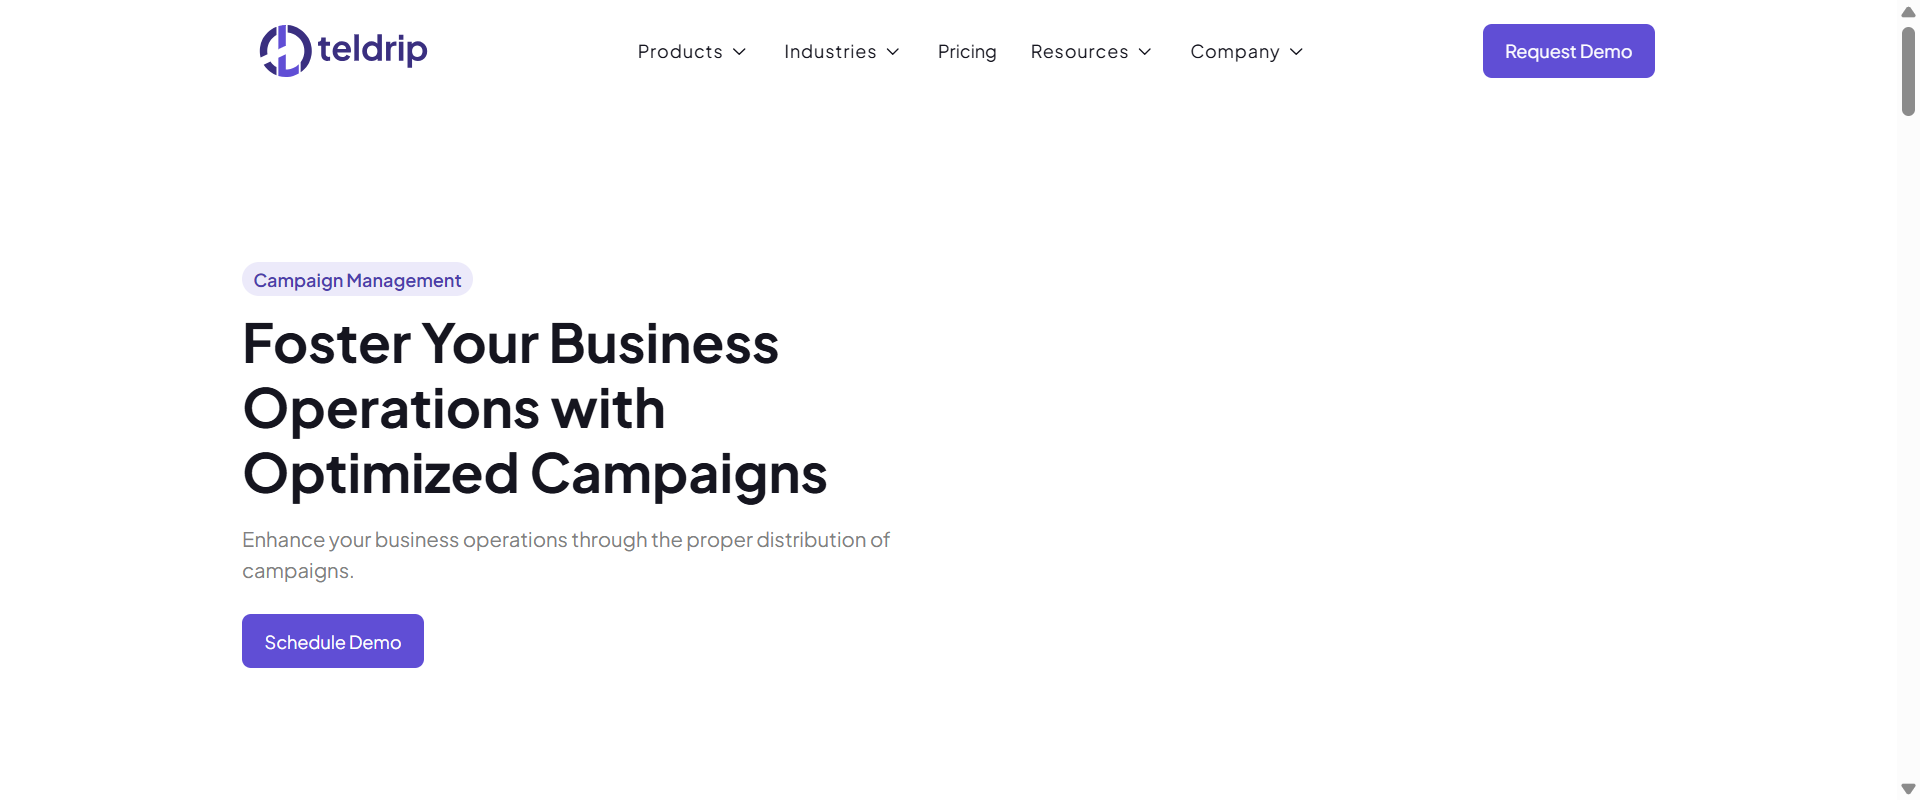 teldrip
Products
Industries
Pricing
Resources
Company
Request Demo
Campaign Management
Foster Your Business
Operations with
Optimized Campaigns
Enhance your business operations through the proper distribution of
campaigns.
Schedule Demo